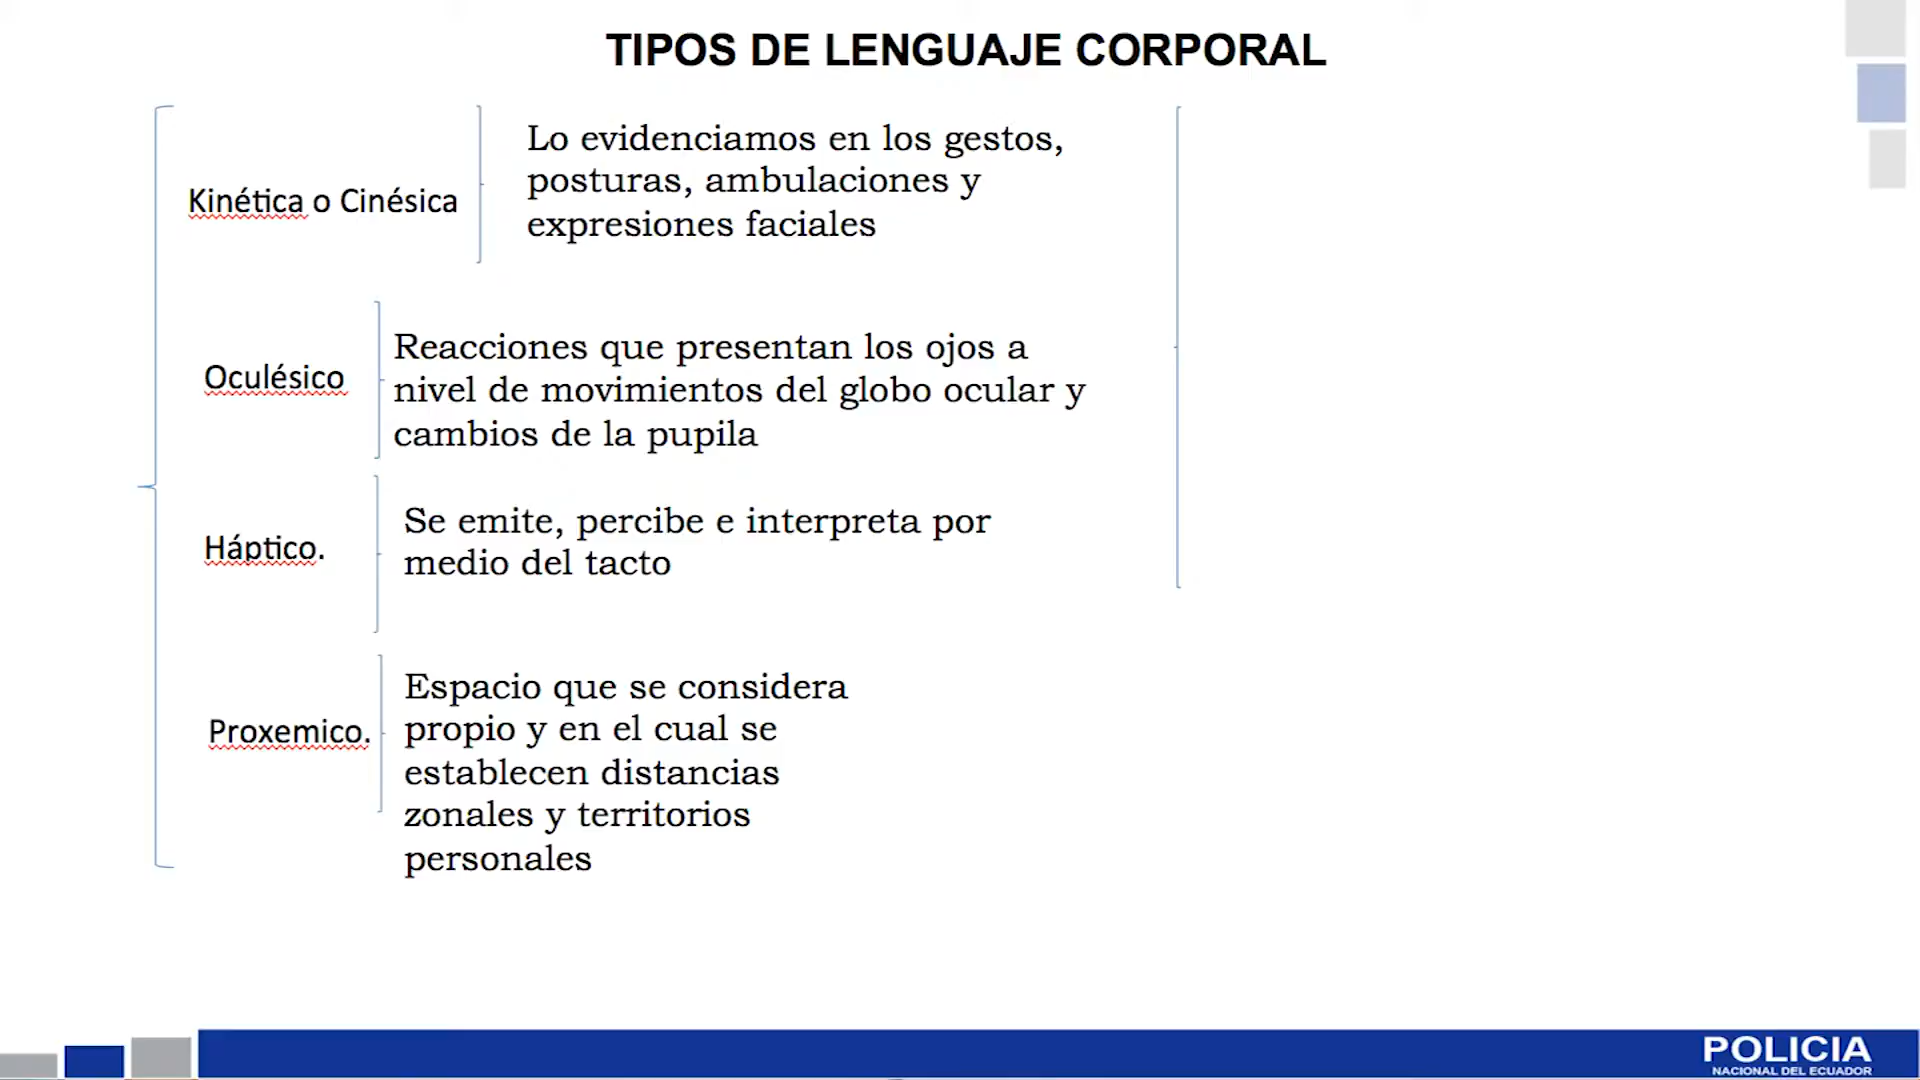 TIPOS DE LENGUAJE CORPORAL
Kinética o Cinésica
Lo evidenciamos en los gestos,
posturas, ambulaciones y
expresiones faciales
Oculésico
Reacciones que presentan los ojos a
nivel de movimientos del globo ocular y
cambios de la pupila
Háptico.
Se emite, percibe e interpreta por
medio del tacto
Proxemico.
Espacio que se considera
propio y en el cual se
establecen distancias
zonales y territorios
personales
POLICIA
NACIONAL DEL ECUADOR